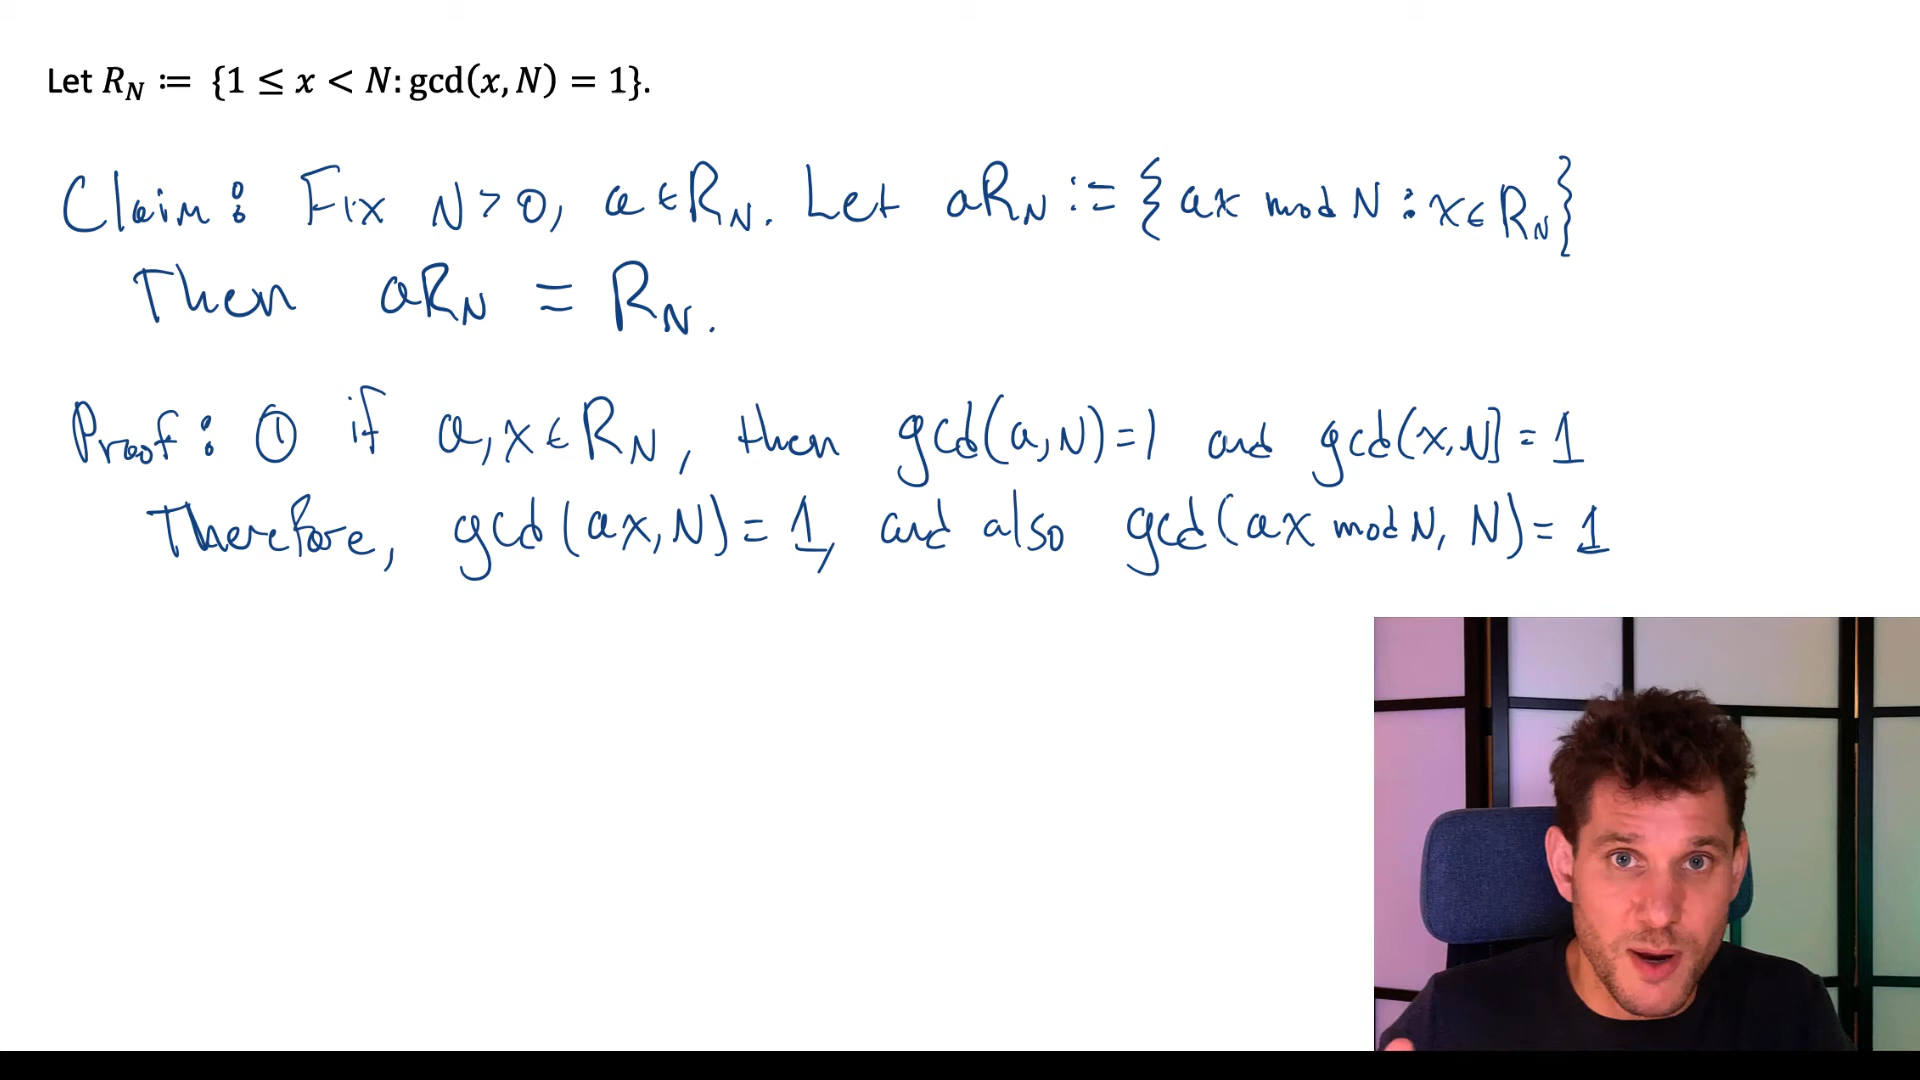 Let R_N := {1 ≤ x < N: gcd(x, N) = 1}.
Claim: Fix N > 0, a ∈ R_N. Let aR_N := {ax mod N : x ∈ R_N}
Then aR_N = R_N.
Proof: ① if a, x ∈ R_N, then gcd(a, N) = 1 and gcd(x, N] = 1
Therefore, gcd(ax, N) = 1, and also gcd(ax mod N, N) = 1